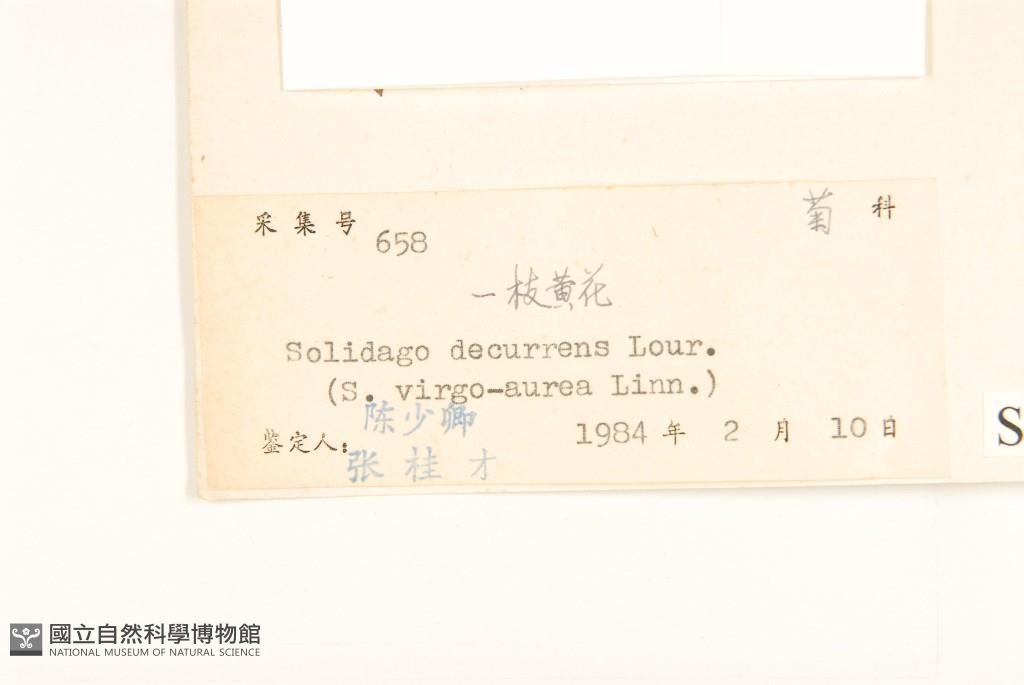 采集号 658 菊 科
一枝黄花
Solidago decurrens Lour.
(S. virgo-aurea Linn.)
鉴定人: 陈少卿 1984 年 2 月 10 日
张桂才
S
國立自然科學博物館
NATIONAL MUSEUM OF NATURAL SCIENCE